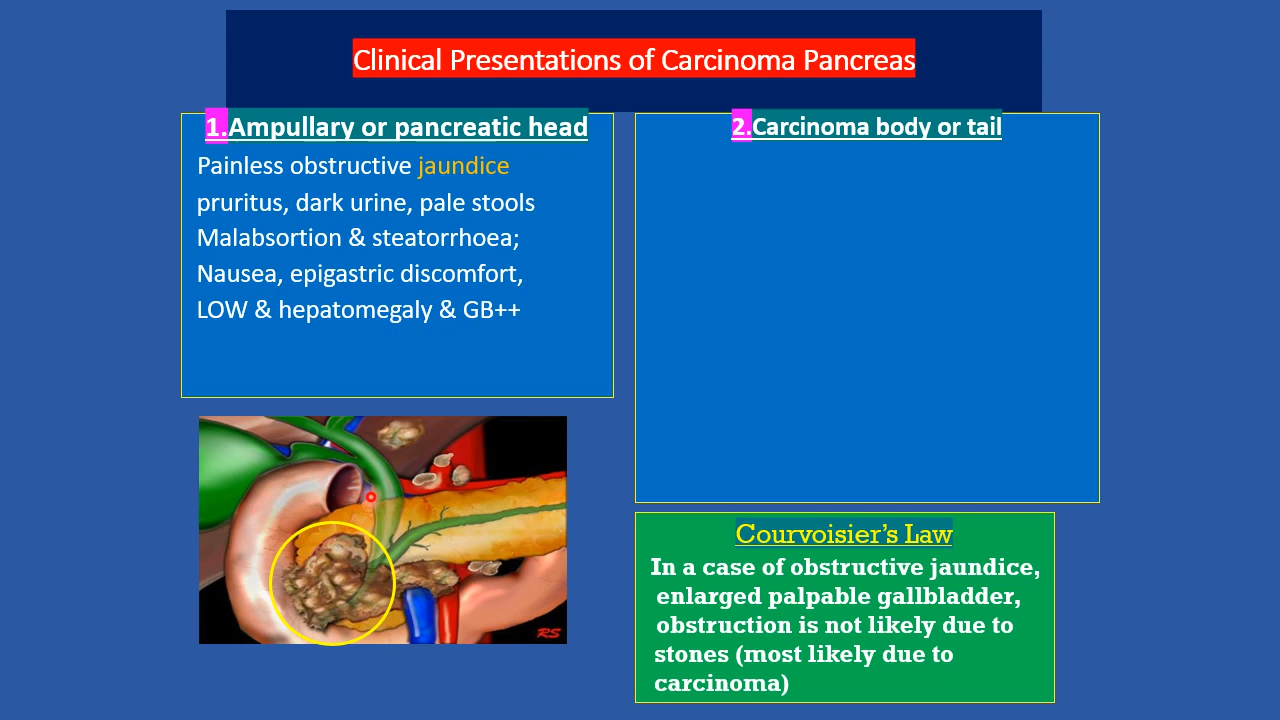 Clinical Presentations of Carcinoma Pancreas
1.Ampullary or pancreatic head
Painless obstructive jaundice
pruritus, dark urine, pale stools
Malabsortion & steatorrhoea;
Nausea, epigastric discomfort,
LOW & hepatomegaly & GB++
RS
2.Carcinoma body or tail
Courvoisier’s Law
In a case of obstructive jaundice,
enlarged palpable gallbladder,
obstruction is not likely due to
stones (most likely due to
carcinoma)